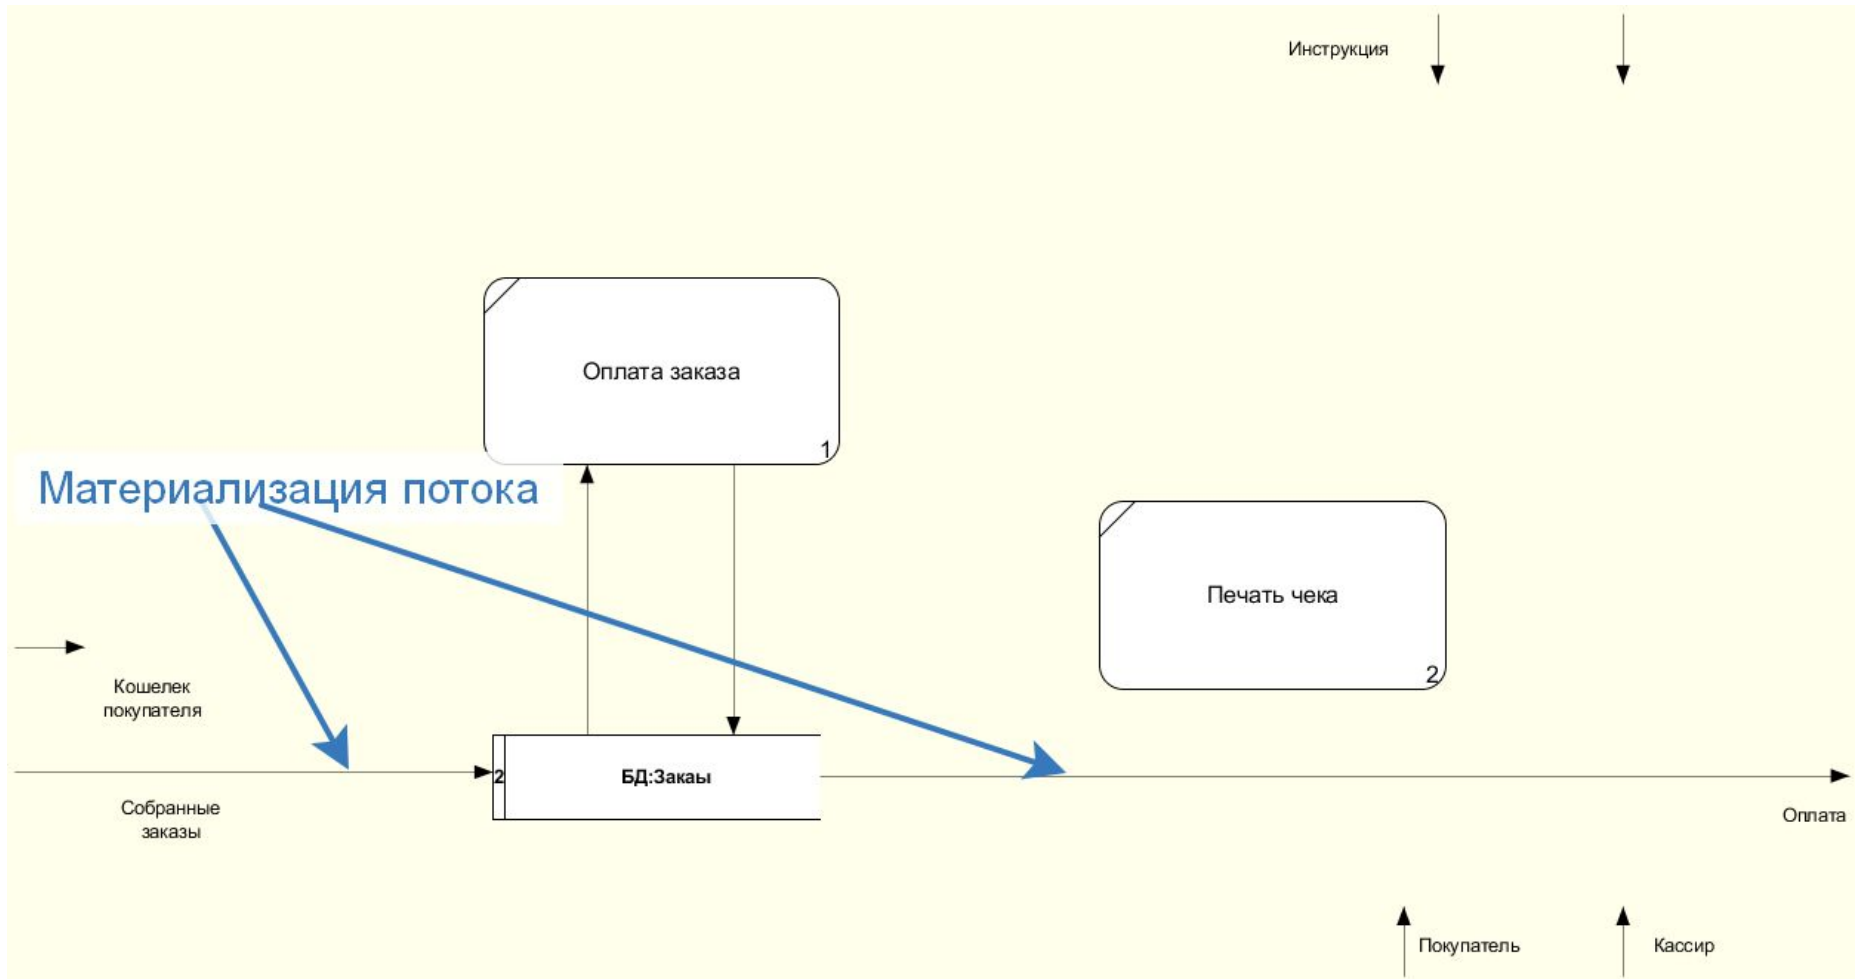 Инструкция
Оплата заказа
1
Материализация потока
Печать чека
2
Кошелек
покупателя
2
БД:Закаы
Собранные
заказы
Оплата
Покупатель
Кассир